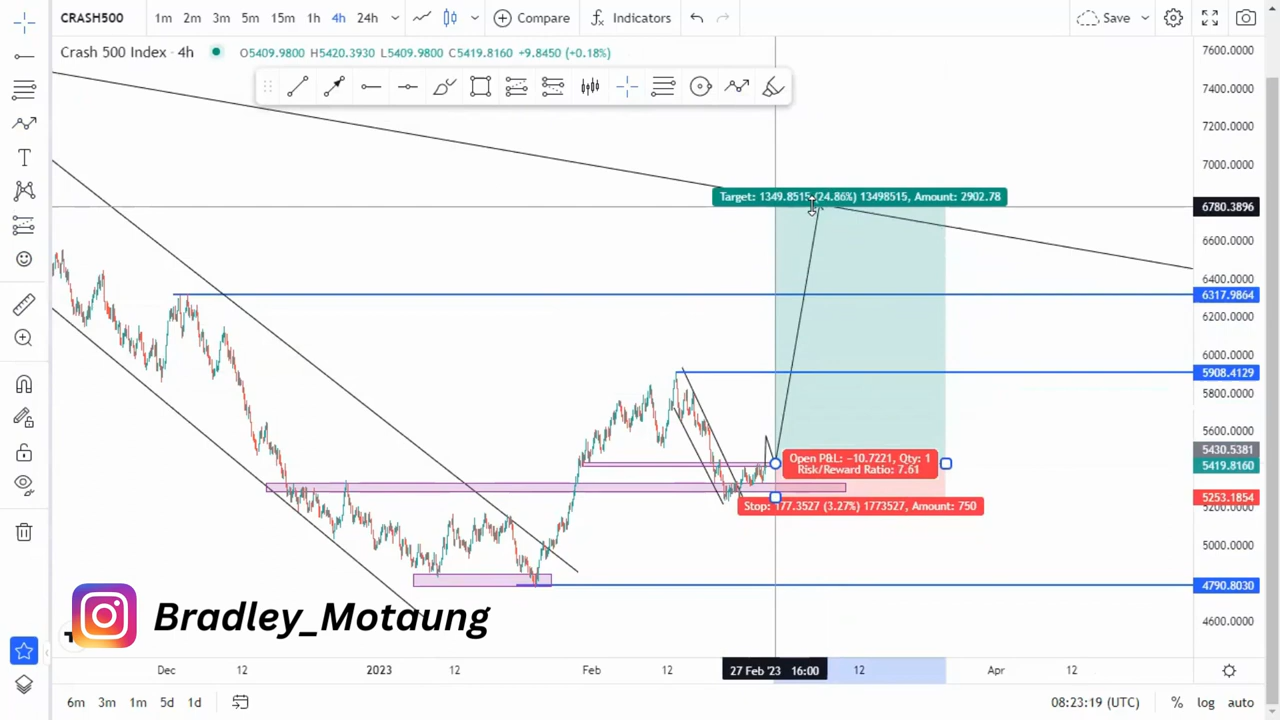 CRASH500 1m 2m 3m 5m 15m 1h 4h 24h Compare Indicators Save
Crash 500 Index · 4h O5409.9800 H5420.3930 L5409.9800 C5419.8160 +9.8450 (+0.18%)
7600.0000
7400.0000
7200.0000
7000.0000
Target: 1349.8515 (24.86%) 13498515, Amount: 2902.78
6780.3896
6600.0000
6400.0000
6317.9864
6200.0000
6000.0000
5908.4129
5800.0000
5600.0000
5430.5381
Open P&L: −10.7221, Qty: 1
5419.8160
Risk/Reward Ratio: 7.61
5253.1854
Stop: 177.3527 (3.27%) 1773527, Amount: 750
5200.0000
5000.0000
4790.8030
4600.0000
Bradley_Motaung
Dec 12 2023 12 Feb 12 27 Feb '23 16:00 12 Apr 12
6m 3m 1m 5d 1d 08:23:19 (UTC) % log auto